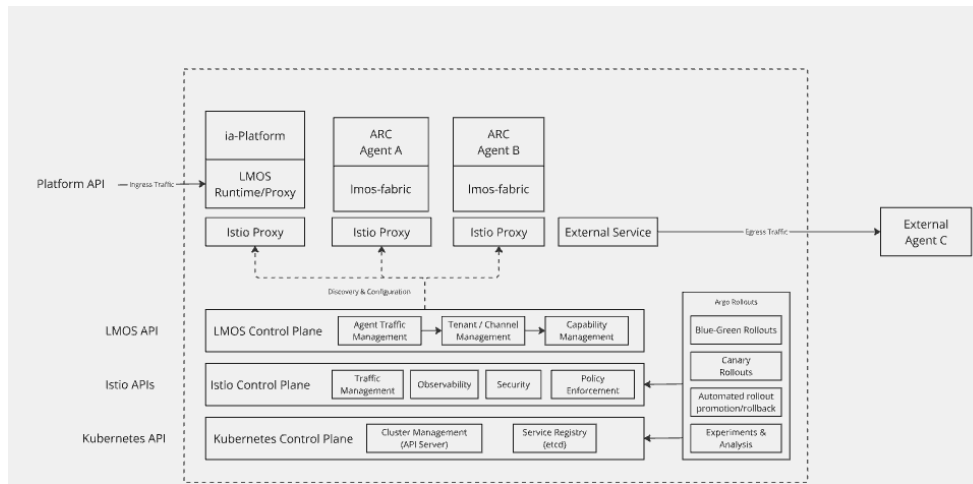 ia-Platform
LMOS
Runtime/Proxy
ARC
Agent A
lmos-fabric
ARC
Agent B
lmos-fabric
Platform API
Ingress Traffic
Istio Proxy
Istio Proxy
Istio Proxy
External Service
Egress Traffic
External
Agent C
Discovery & Configuration
LMOS API
LMOS Control Plane
Agent Traffic
Management
Tenant / Channel
Management
Capability
Management
Istio APIs
Istio Control Plane
Traffic
Management
Observability
Security
Policy
Enforcement
Kubernetes API
Kubernetes Control Plane
Cluster Management
(API Server)
Service Registry
(etcd)
Argo Rollouts
Blue-Green Rollouts
Canary
Rollouts
Automated rollout
promotion/rollback
Experiments &
Analysis